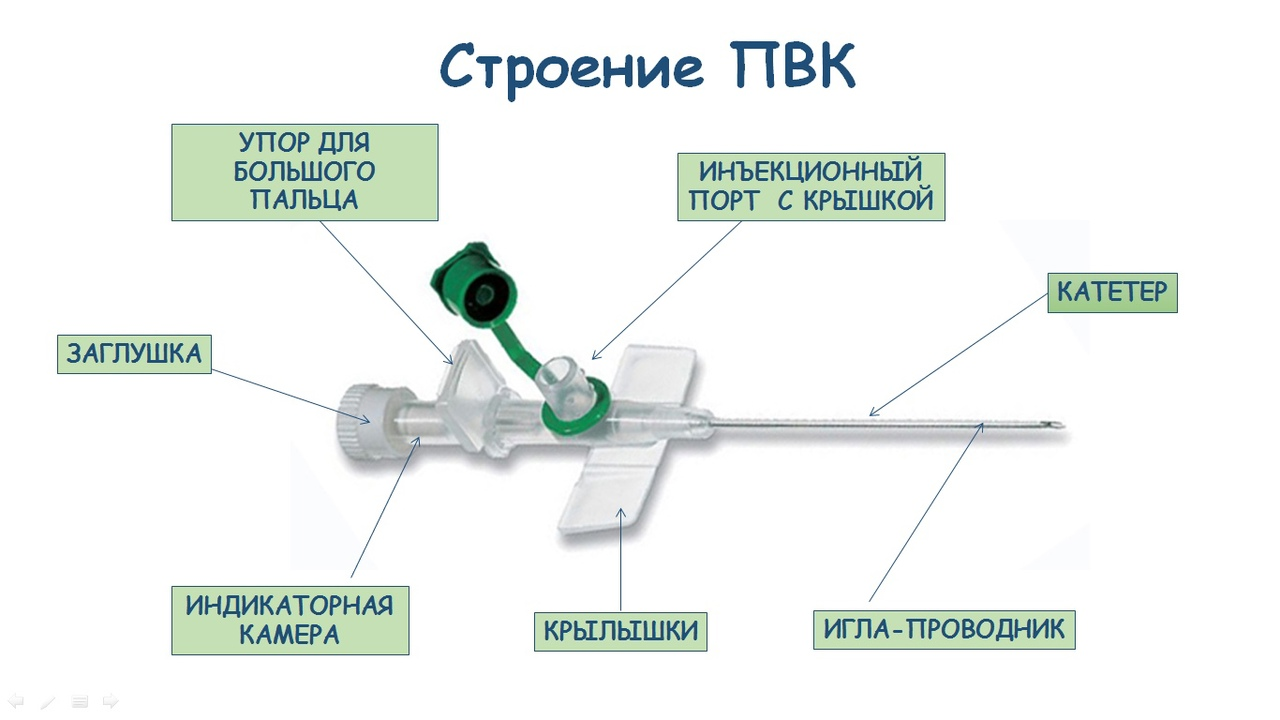 Строение ПВК
УПОР ДЛЯ
БОЛЬШОГО
ПАЛЬЦА
ИНЪЕКЦИОННЫЙ
ПОРТ С КРЫШКОЙ
КАТЕТЕР
ЗАГЛУШКА
ИНДИКАТОРНАЯ
КАМЕРА
КРЫЛЫШКИ
ИГЛА-ПРОВОДНИК